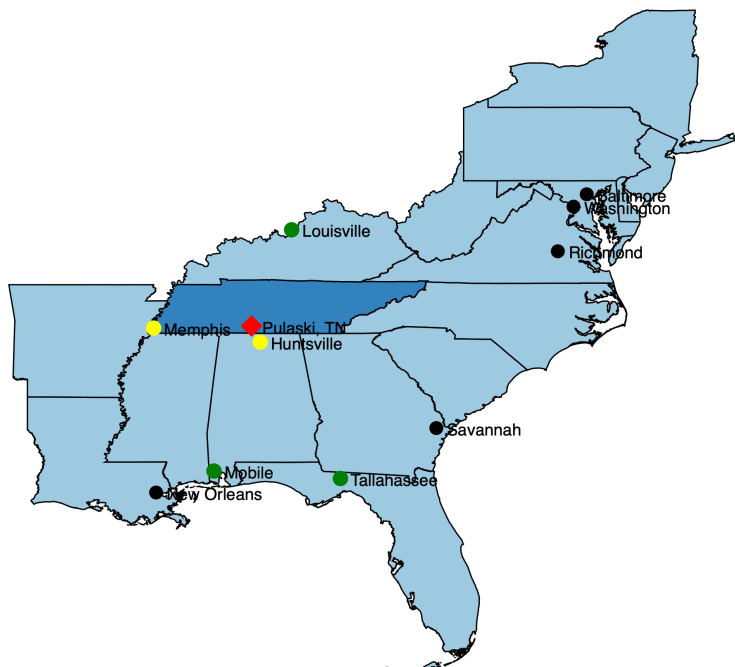 Baltimore
Washington
Louisville
Richmond
Memphis
Pulaski, TN
Huntsville
Savannah
Mobile
Tallahassee
New Orleans